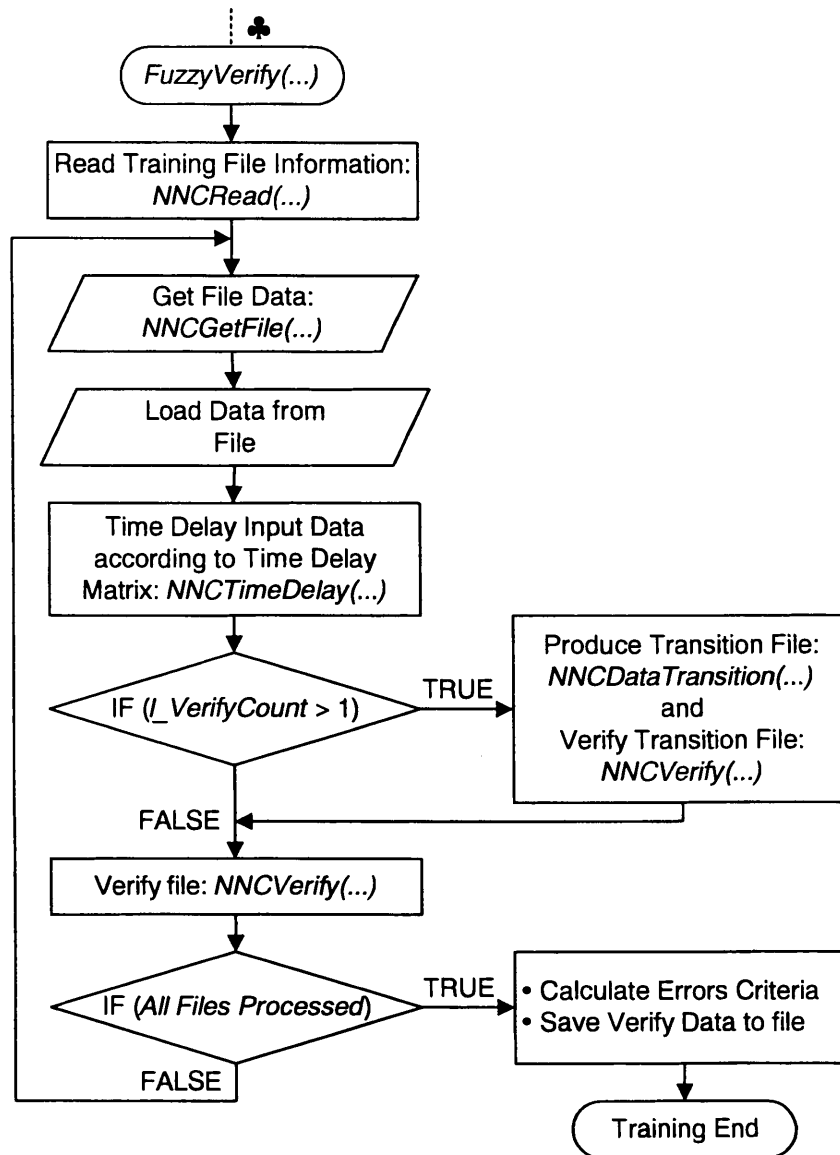 ♣
FuzzyVerify(...)
Read Training File Information:
NNCRead(...)
Get File Data:
NNCGetFile(...)
Load Data from
File
Time Delay Input Data
according to Time Delay
Matrix: NNCTimeDelay(...)
IF (I_VerifyCount > 1)
TRUE
Produce Transition File:
NNCDataTransition(...)
and
Verify Transition File:
NNCVerify(...)
FALSE
Verify file: NNCVerify(...)
IF (All Files Processed)
TRUE
• Calculate Errors Criteria
• Save Verify Data to file
FALSE
Training End